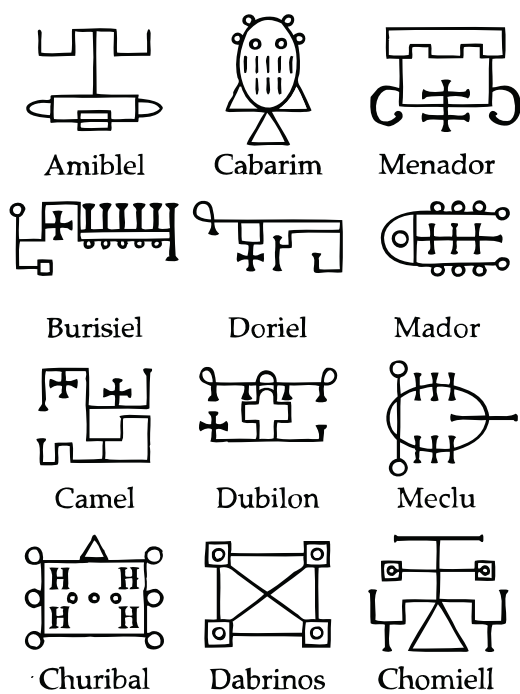 Amiblel Cabarim Menador
Burisiel Doriel Mador
Camel Dubilon Meclu
H H
H H
Churibal Dabrinos Chomiell